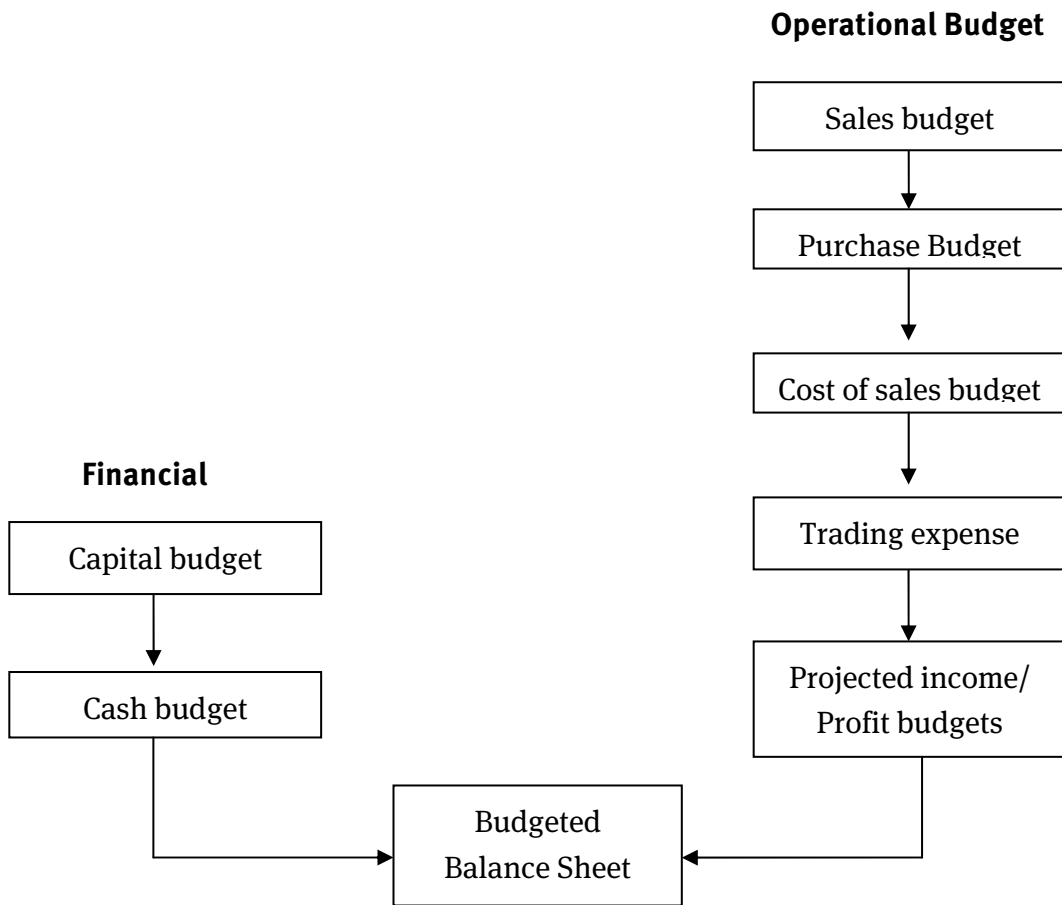 Operational Budget
Sales budget
Purchase Budget
Cost of sales budget
Financial
Trading expense
Capital budget
Projected income/
Profit budgets
Cash budget
Budgeted
Balance Sheet